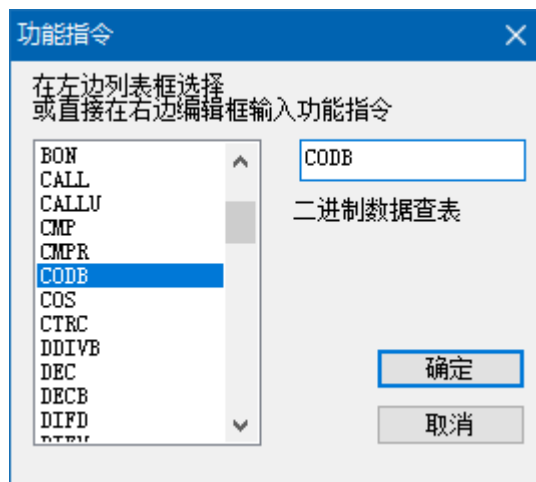 功能指令
在左边列表框选择
或直接在右边编辑框输入功能指令
BON
CALL
CALLU
CMP
CMPR
CODB
COS
CTRC
DDIVB
DEC
DECB
DIFD
CODB
二进制数据查表
确定
取消